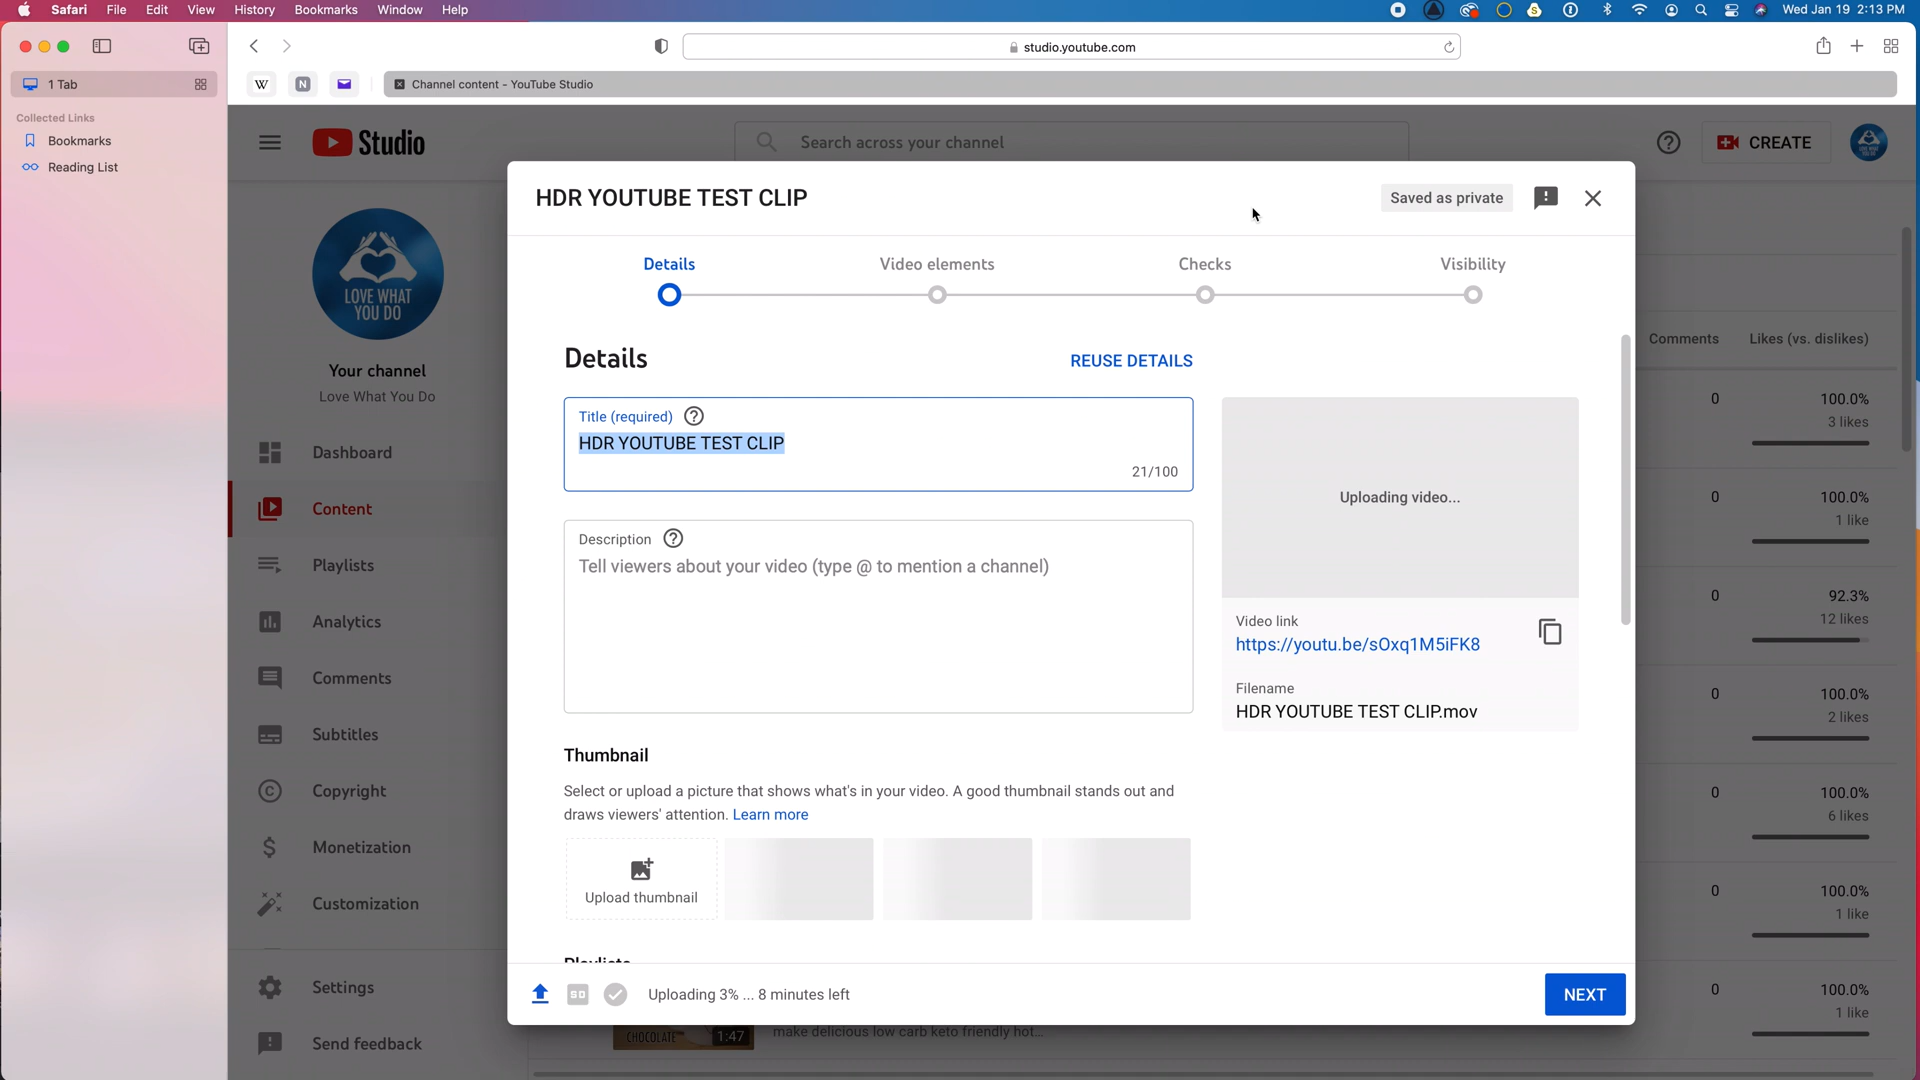 Safari File Edit View History Bookmarks Window Help
Wed Jan 19 2:13 PM
studio.youtube.com
1 Tab
W
N
Channel content - YouTube Studio
Collected Links
Bookmarks
Reading List
Studio
Search across your channel
CREATE
HDR YOUTUBE TEST CLIP
Saved as private
Details
Video elements
Checks
Visibility
LOVE WHAT
YOU DO
Your channel
Love What You Do
Dashboard
Content
Playlists
Analytics
Comments
Subtitles
Copyright
Monetization
Customization
Settings
Send feedback
Details
REUSE DETAILS
Title (required)
HDR YOUTUBE TEST CLIP
21/100
Description
Tell viewers about your video (type @ to mention a channel)
Uploading video...
Video link
https://youtu.be/sOxq1M5iFK8
Filename
HDR YOUTUBE TEST CLIP.mov
Thumbnail
Select or upload a picture that shows what's in your video. A good thumbnail stands out and
draws viewers' attention. Learn more
Upload thumbnail
Playlists
SD
Uploading 3% ... 8 minutes left
NEXT
Comments Likes (vs. dislikes)
0 100.0%
3 likes
0 100.0%
1 like
0 92.3%
12 likes
0 100.0%
2 likes
0 100.0%
6 likes
0 100.0%
1 like
0 100.0%
1 like
CHOCOLATE
1:47
make delicious low carb keto friendly hot...